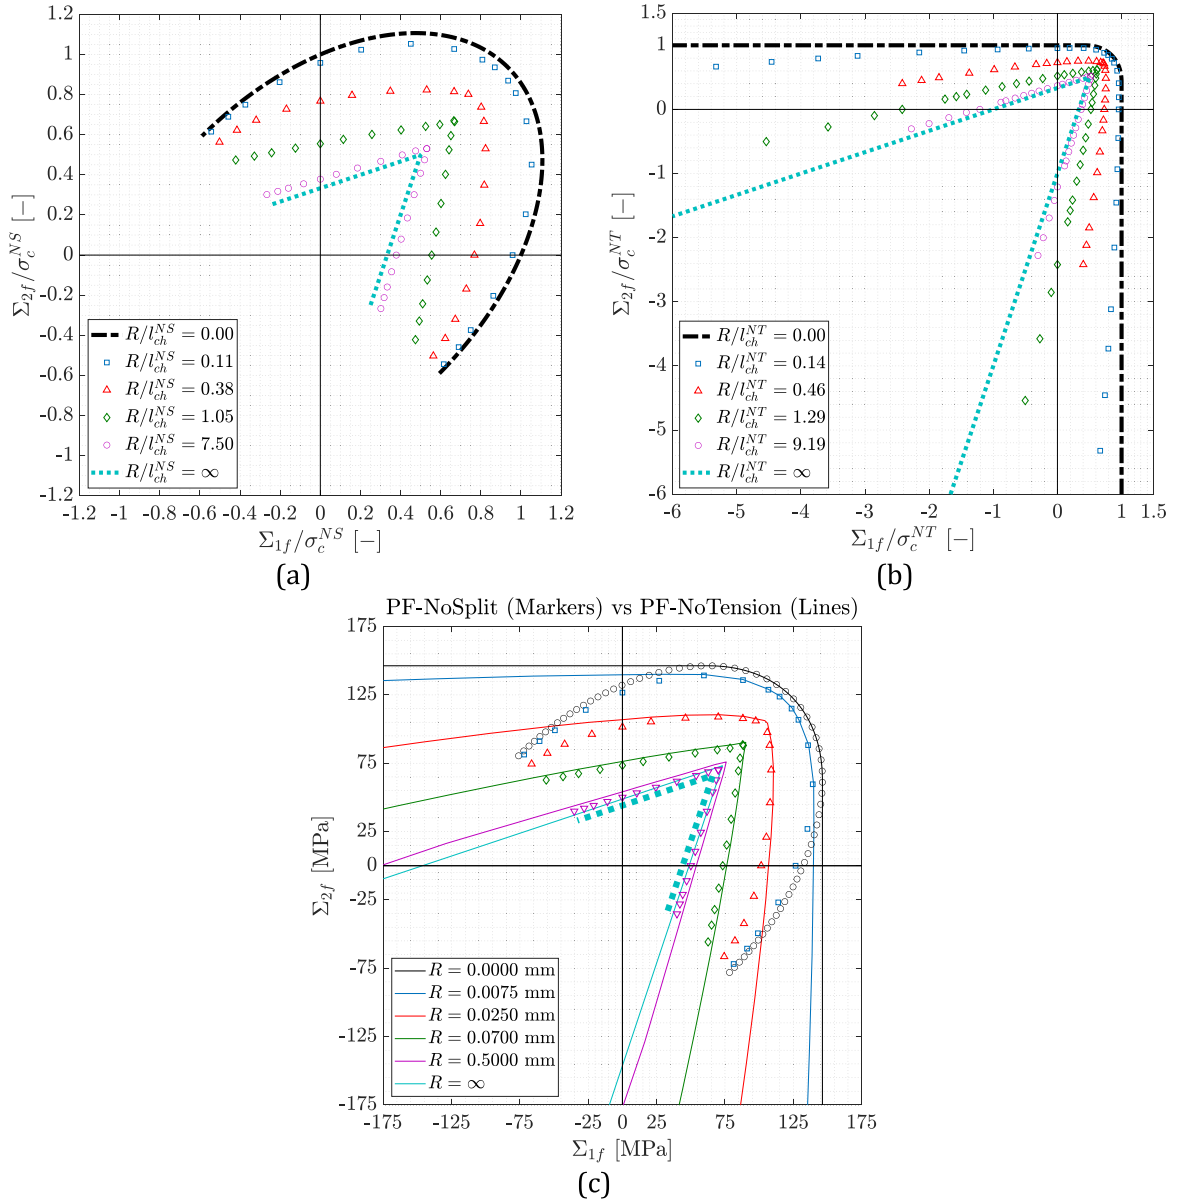 1.2
1
0.8
0.6
0.4
0.2
0
-0.2
-0.4
-0.6
-0.8
-1
-1.2
Σ2f/σcNS [−]
R/lchNS = 0.00
R/lchNS = 0.11
R/lchNS = 0.38
R/lchNS = 1.05
R/lchNS = 7.50
R/lchNS = ∞
-1.2 -1 -0.8 -0.6 -0.4 -0.2 0 0.2 0.4 0.6 0.8 1 1.2
Σ1f/σcNS [−]
(a)
1.5
1
0
-1
-2
-3
-4
-5
-6
Σ2f/σcNT [−]
R/lchNT = 0.00
R/lchNT = 0.14
R/lchNT = 0.46
R/lchNT = 1.29
R/lchNT = 9.19
R/lchNT = ∞
-6 -5 -4 -3 -2 -1 0 1 1.5
Σ1f/σcNT [−]
(b)
PF-NoSplit (Markers) vs PF-NoTension (Lines)
175
125
75
25
0
-25
-75
-125
-175
Σ2f [MPa]
R = 0.0000 mm
R = 0.0075 mm
R = 0.0250 mm
R = 0.0700 mm
R = 0.5000 mm
R = ∞
-175 -125 -75 -25 0 25 75 125 175
Σ1f [MPa]
(c)